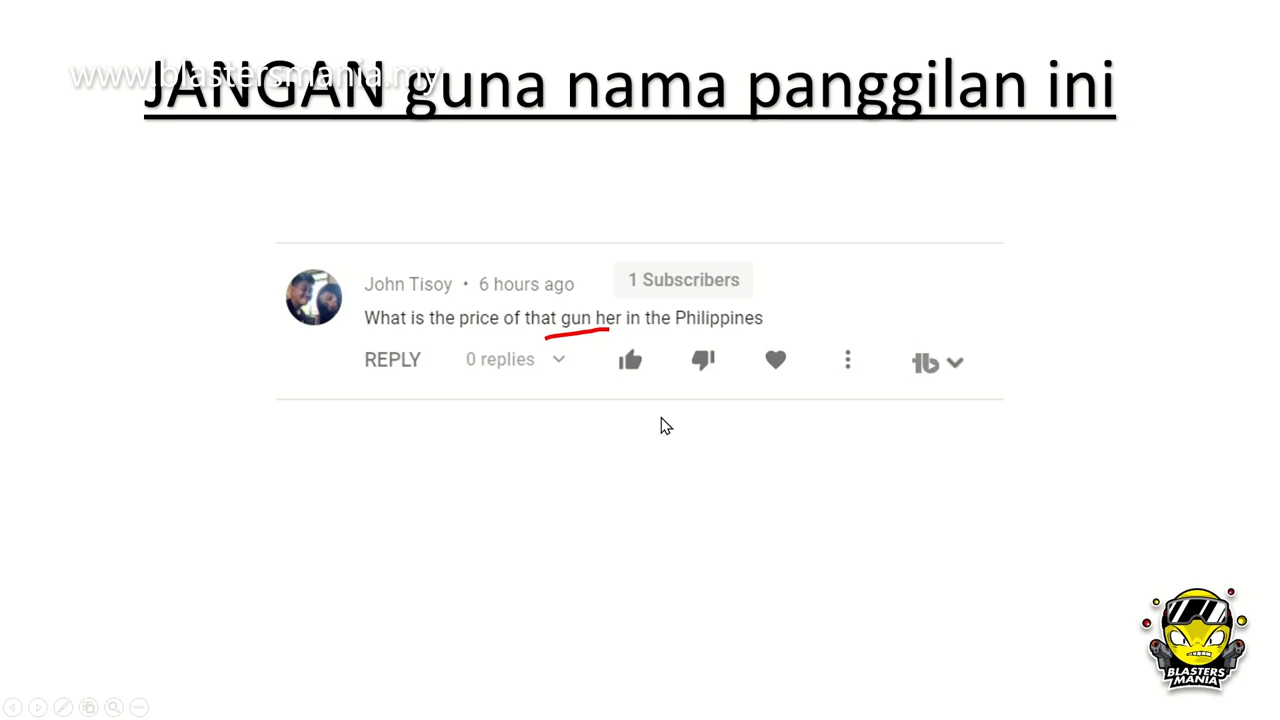 www.blastersmania.my
JANGAN guna nama panggilan ini
John Tisoy • 6 hours ago 1 Subscribers
What is the price of that gun her in the Philippines
REPLY 0 replies
BLASTERS
MANIA